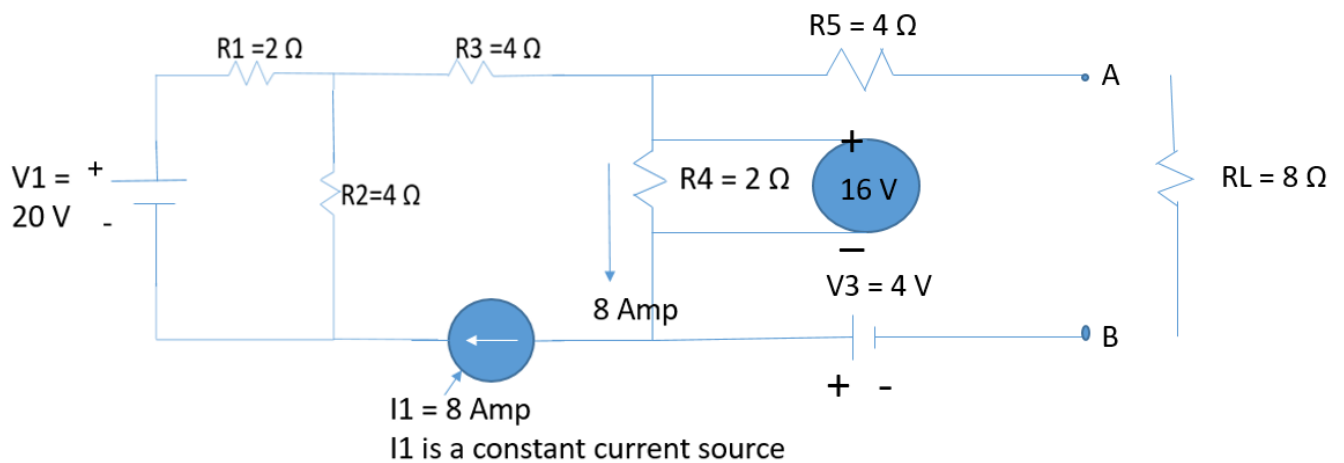 R5 = 4 Ω
R1 =2 Ω
R3 =4 Ω
A
+
V1 = +
20 V -
R2=4 Ω
R4 = 2 Ω
16 V
RL = 8 Ω
−
V3 = 4 V
8 Amp
B
+ -
I1 = 8 Amp
I1 is a constant current source